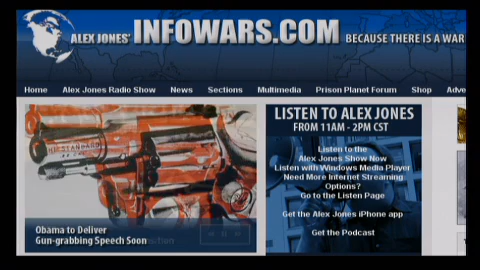 ALEX JONES' INFOWARS.COM BECAUSE THERE IS A WAR
Home Alex Jones Radio Show News Sections Multimedia Prison Planet Forum Shop Adve
HI-STANDARD
Obama to Deliver
Gun-grabbing Speech Soon
LISTEN TO ALEX JONES
FROM 11AM - 2PM CST
Listen to the
Alex Jones Show Now
Listen with Windows Media Player
Need More Internet Streaming
Options?
Go to the Listen Page
Get the Alex Jones iPhone app
Get the Podcast